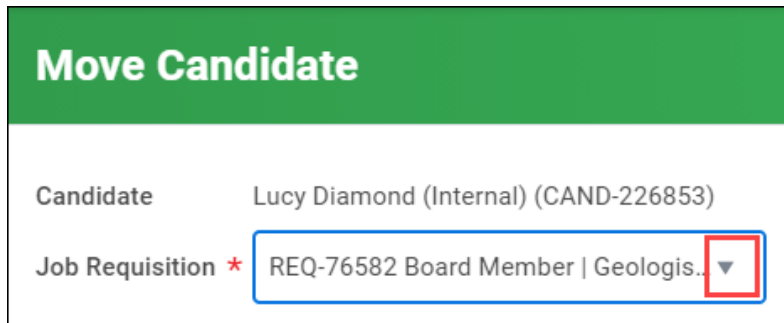 Move Candidate
Candidate Lucy Diamond (Internal) (CAND-226853)
Job Requisition * REQ-76582 Board Member | Geologis...